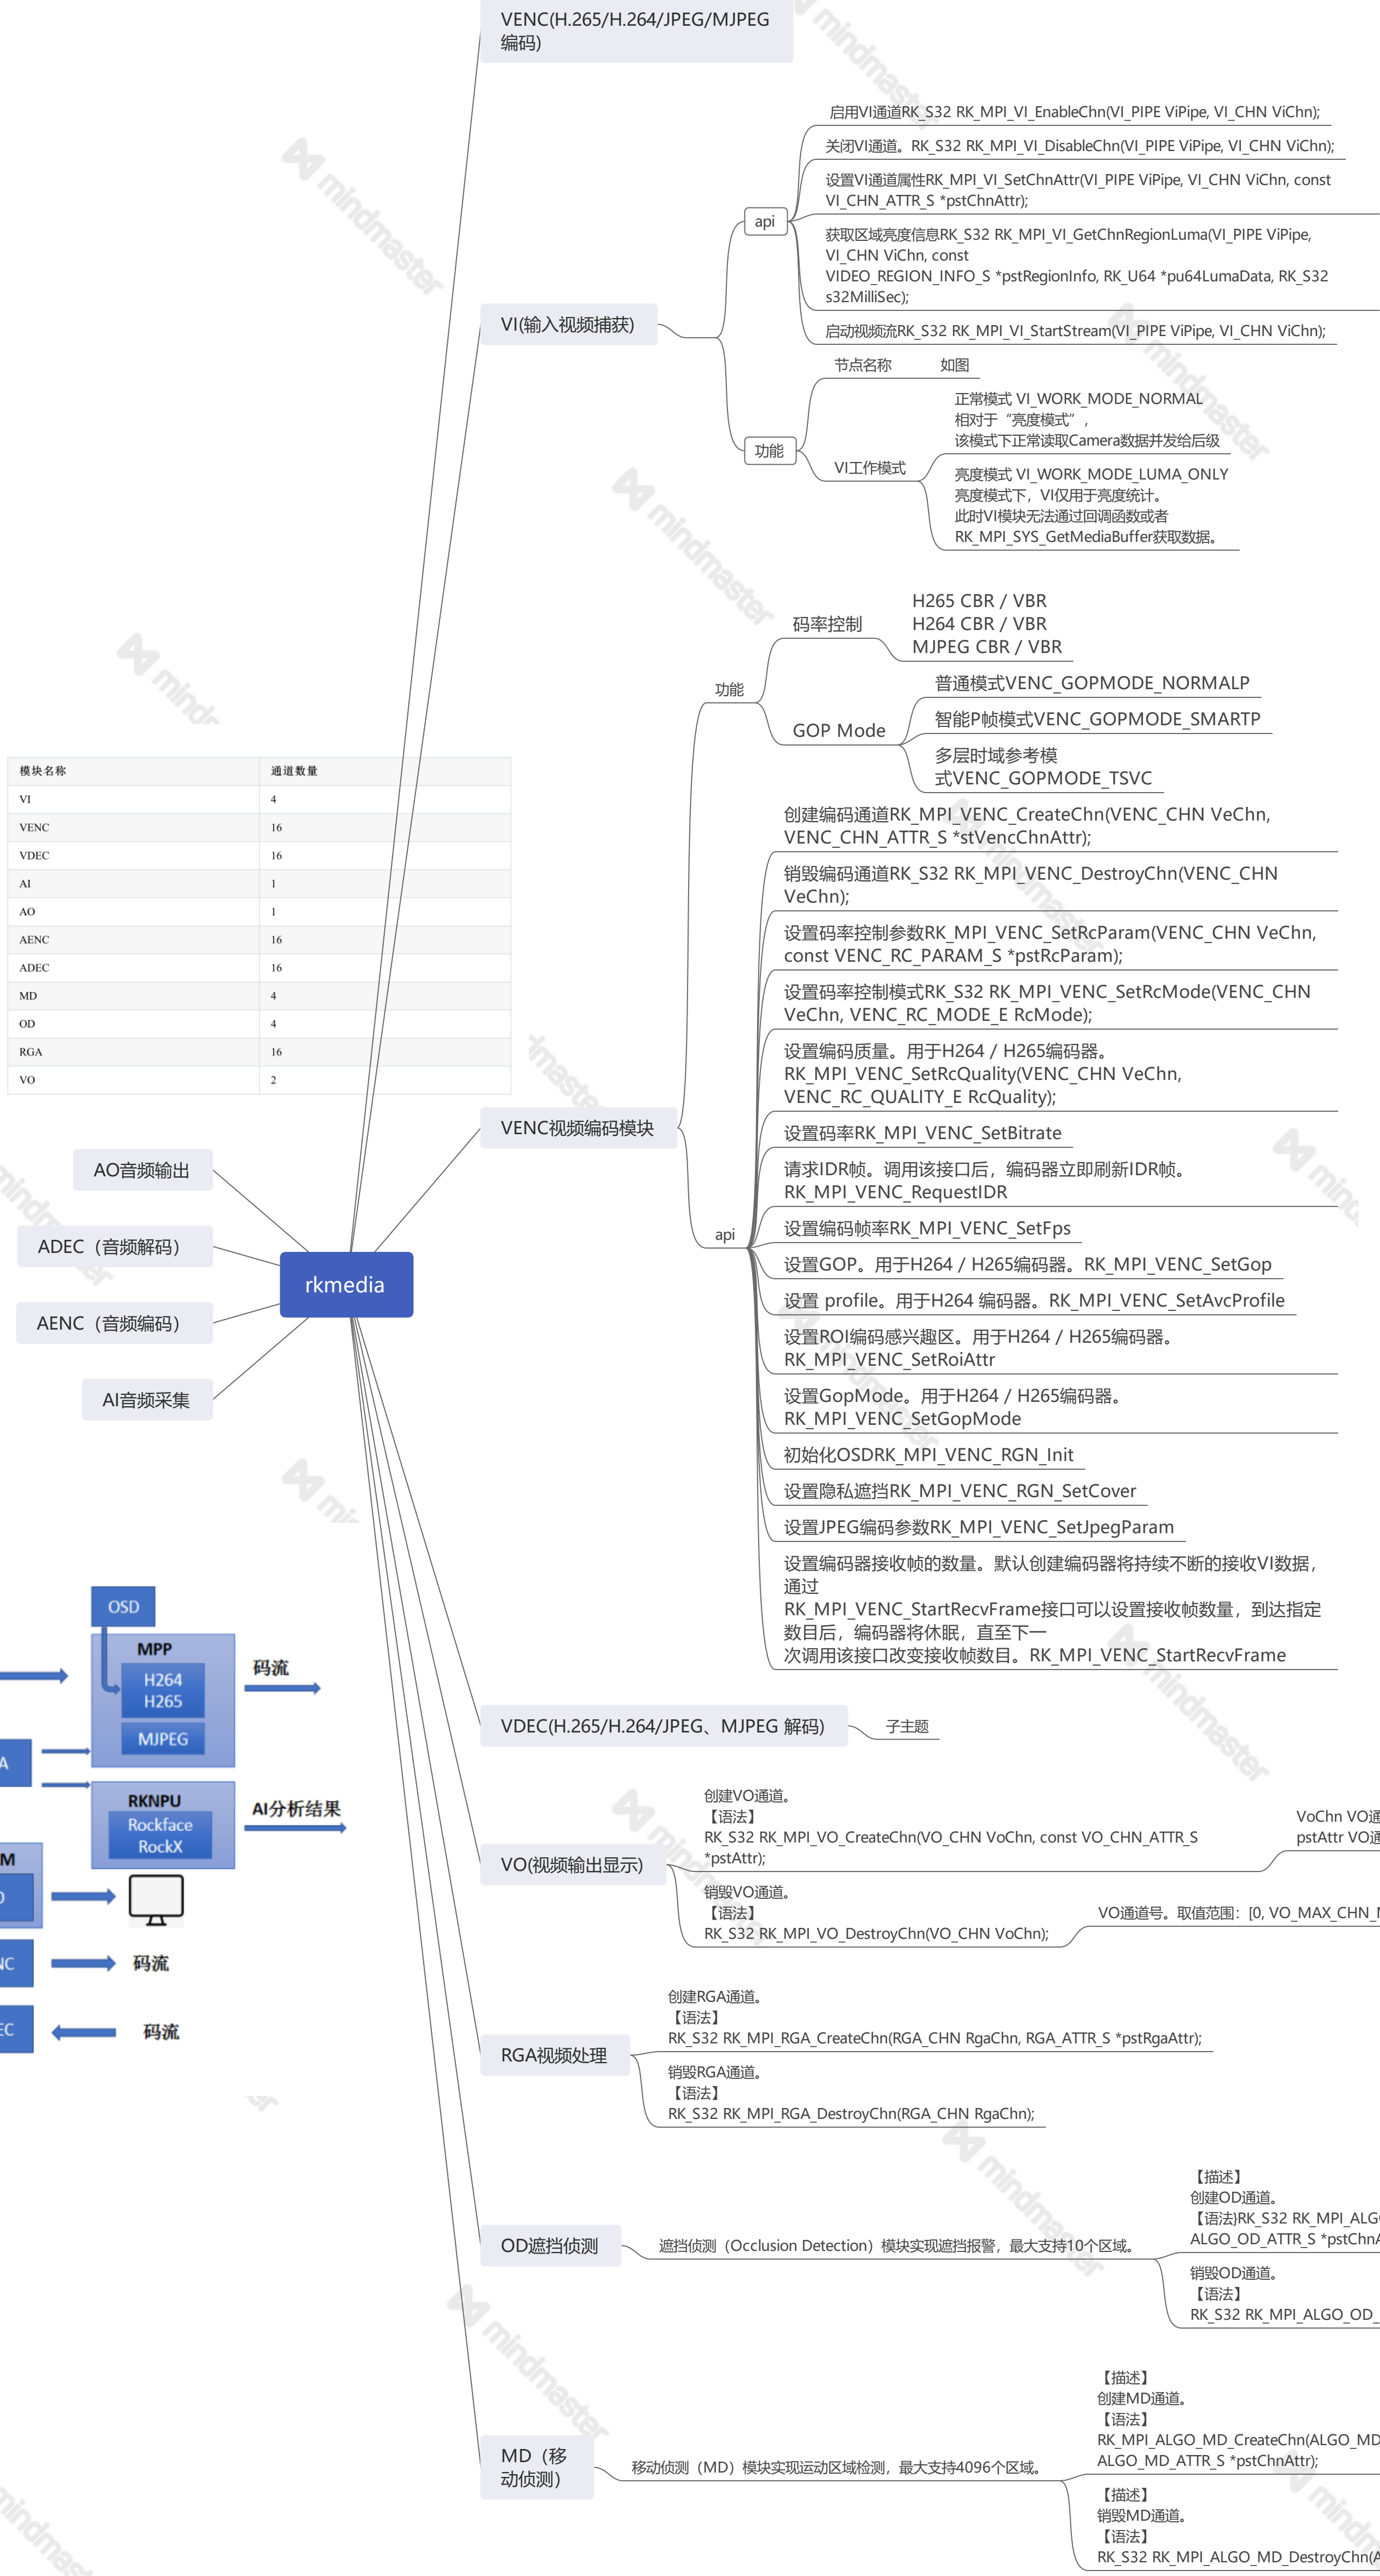 VENC(H.265/H.264/JPEG/MJPEG
编码)
启用VI通道RK_S32 RK_MPI_VI_EnableChn(VI_PIPE ViPipe, VI_CHN ViChn);
关闭VI通道。RK_S32 RK_MPI_VI_DisableChn(VI_PIPE ViPipe, VI_CHN ViChn);
设置VI通道属性RK_MPI_VI_SetChnAttr(VI_PIPE ViPipe, VI_CHN ViChn, const
VI_CHN_ATTR_S *pstChnAttr);
api
获取区域亮度信息RK_S32 RK_MPI_VI_GetChnRegionLuma(VI_PIPE ViPipe,
VI_CHN ViChn, const
VIDEO_REGION_INFO_S *pstRegionInfo, RK_U64 *pu64LumaData, RK_S32
s32MilliSec);
启动视频流RK_S32 RK_MPI_VI_StartStream(VI_PIPE ViPipe, VI_CHN ViChn);
VI(输入视频捕获)
节点名称
如图
功能
VI工作模式
正常模式 VI_WORK_MODE_NORMAL
相对于“亮度模式”，
该模式下正常读取Camera数据并发给后级
亮度模式 VI_WORK_MODE_LUMA_ONLY
亮度模式下，VI仅用于亮度统计。
此时VI模块无法通过回调函数或者
RK_MPI_SYS_GetMediaBuffer获取数据。
码率控制
H265 CBR / VBR
H264 CBR / VBR
MJPEG CBR / VBR
功能
GOP Mode
普通模式VENC_GOPMODE_NORMALP
智能P帧模式VENC_GOPMODE_SMARTP
多层时域参考模
式VENC_GOPMODE_TSVC
模块名称 通道数量
VI 4
VENC 16
VDEC 16
AI 1
AO 1
AENC 16
ADEC 16
MD 4
OD 4
RGA 16
VO 2
创建编码通道RK_MPI_VENC_CreateChn(VENC_CHN VeChn,
VENC_CHN_ATTR_S *stVencChnAttr);
销毁编码通道RK_S32 RK_MPI_VENC_DestroyChn(VENC_CHN
VeChn);
设置码率控制参数RK_MPI_VENC_SetRcParam(VENC_CHN VeChn,
const VENC_RC_PARAM_S *pstRcParam);
设置码率控制模式RK_S32 RK_MPI_VENC_SetRcMode(VENC_CHN
VeChn, VENC_RC_MODE_E RcMode);
设置编码质量。用于H264 / H265编码器。
RK_MPI_VENC_SetRcQuality(VENC_CHN VeChn,
VENC_RC_QUALITY_E RcQuality);
VENC视频编码模块
设置码率RK_MPI_VENC_SetBitrate
请求IDR帧。调用该接口后，编码器立即刷新IDR帧。
RK_MPI_VENC_RequestIDR
api
设置编码帧率RK_MPI_VENC_SetFps
设置GOP。用于H264 / H265编码器。RK_MPI_VENC_SetGop
设置 profile。用于H264 编码器。RK_MPI_VENC_SetAvcProfile
设置ROI编码感兴趣区。用于H264 / H265编码器。
RK_MPI_VENC_SetRoiAttr
设置GopMode。用于H264 / H265编码器。
RK_MPI_VENC_SetGopMode
初始化OSDRK_MPI_VENC_RGN_Init
设置隐私遮挡RK_MPI_VENC_RGN_SetCover
设置JPEG编码参数RK_MPI_VENC_SetJpegParam
设置编码器接收帧的数量。默认创建编码器将持续不断的接收VI数据，
通过
RK_MPI_VENC_StartRecvFrame接口可以设置接收帧数量，到达指定
数目后，编码器将休眠，直至下一
次调用该接口改变接收帧数目。RK_MPI_VENC_StartRecvFrame
AO音频输出
ADEC（音频解码）
rkmedia
AENC（音频编码）
AI音频采集
OSD
MPP
H264
H265
MJPEG
码流
A
RKNPU
Rockface
RockX
AI分析结果
M
NC
码流
EC
码流
VDEC(H.265/H.264/JPEG、MJPEG 解码)
子主题
VO(视频输出显示)
创建VO通道。
【语法】
RK_S32 RK_MPI_VO_CreateChn(VO_CHN VoChn, const VO_CHN_ATTR_S
*pstAttr);
VoChn VO通
pstAttr VO通
销毁VO通道。
【语法】
RK_S32 RK_MPI_VO_DestroyChn(VO_CHN VoChn);
VO通道号。取值范围：[0, VO_MAX_CHN_N
RGA视频处理
创建RGA通道。
【语法】
RK_S32 RK_MPI_RGA_CreateChn(RGA_CHN RgaChn, RGA_ATTR_S *pstRgaAttr);
销毁RGA通道。
【语法】
RK_S32 RK_MPI_RGA_DestroyChn(RGA_CHN RgaChn);
OD遮挡侦测
遮挡侦测（Occlusion Detection）模块实现遮挡报警，最大支持10个区域。
【描述】
创建OD通道。
【语法}RK_S32 RK_MPI_ALGO
ALGO_OD_ATTR_S *pstChnA
销毁OD通道。
【语法】
RK_S32 RK_MPI_ALGO_OD_
MD（移
动侦测）
移动侦测（MD）模块实现运动区域检测，最大支持4096个区域。
【描述】
创建MD通道。
【语法】
RK_MPI_ALGO_MD_CreateChn(ALGO_MD
ALGO_MD_ATTR_S *pstChnAttr);
【描述】
销毁MD通道。
【语法】
RK_S32 RK_MPI_ALGO_MD_DestroyChn(A
mindmaster